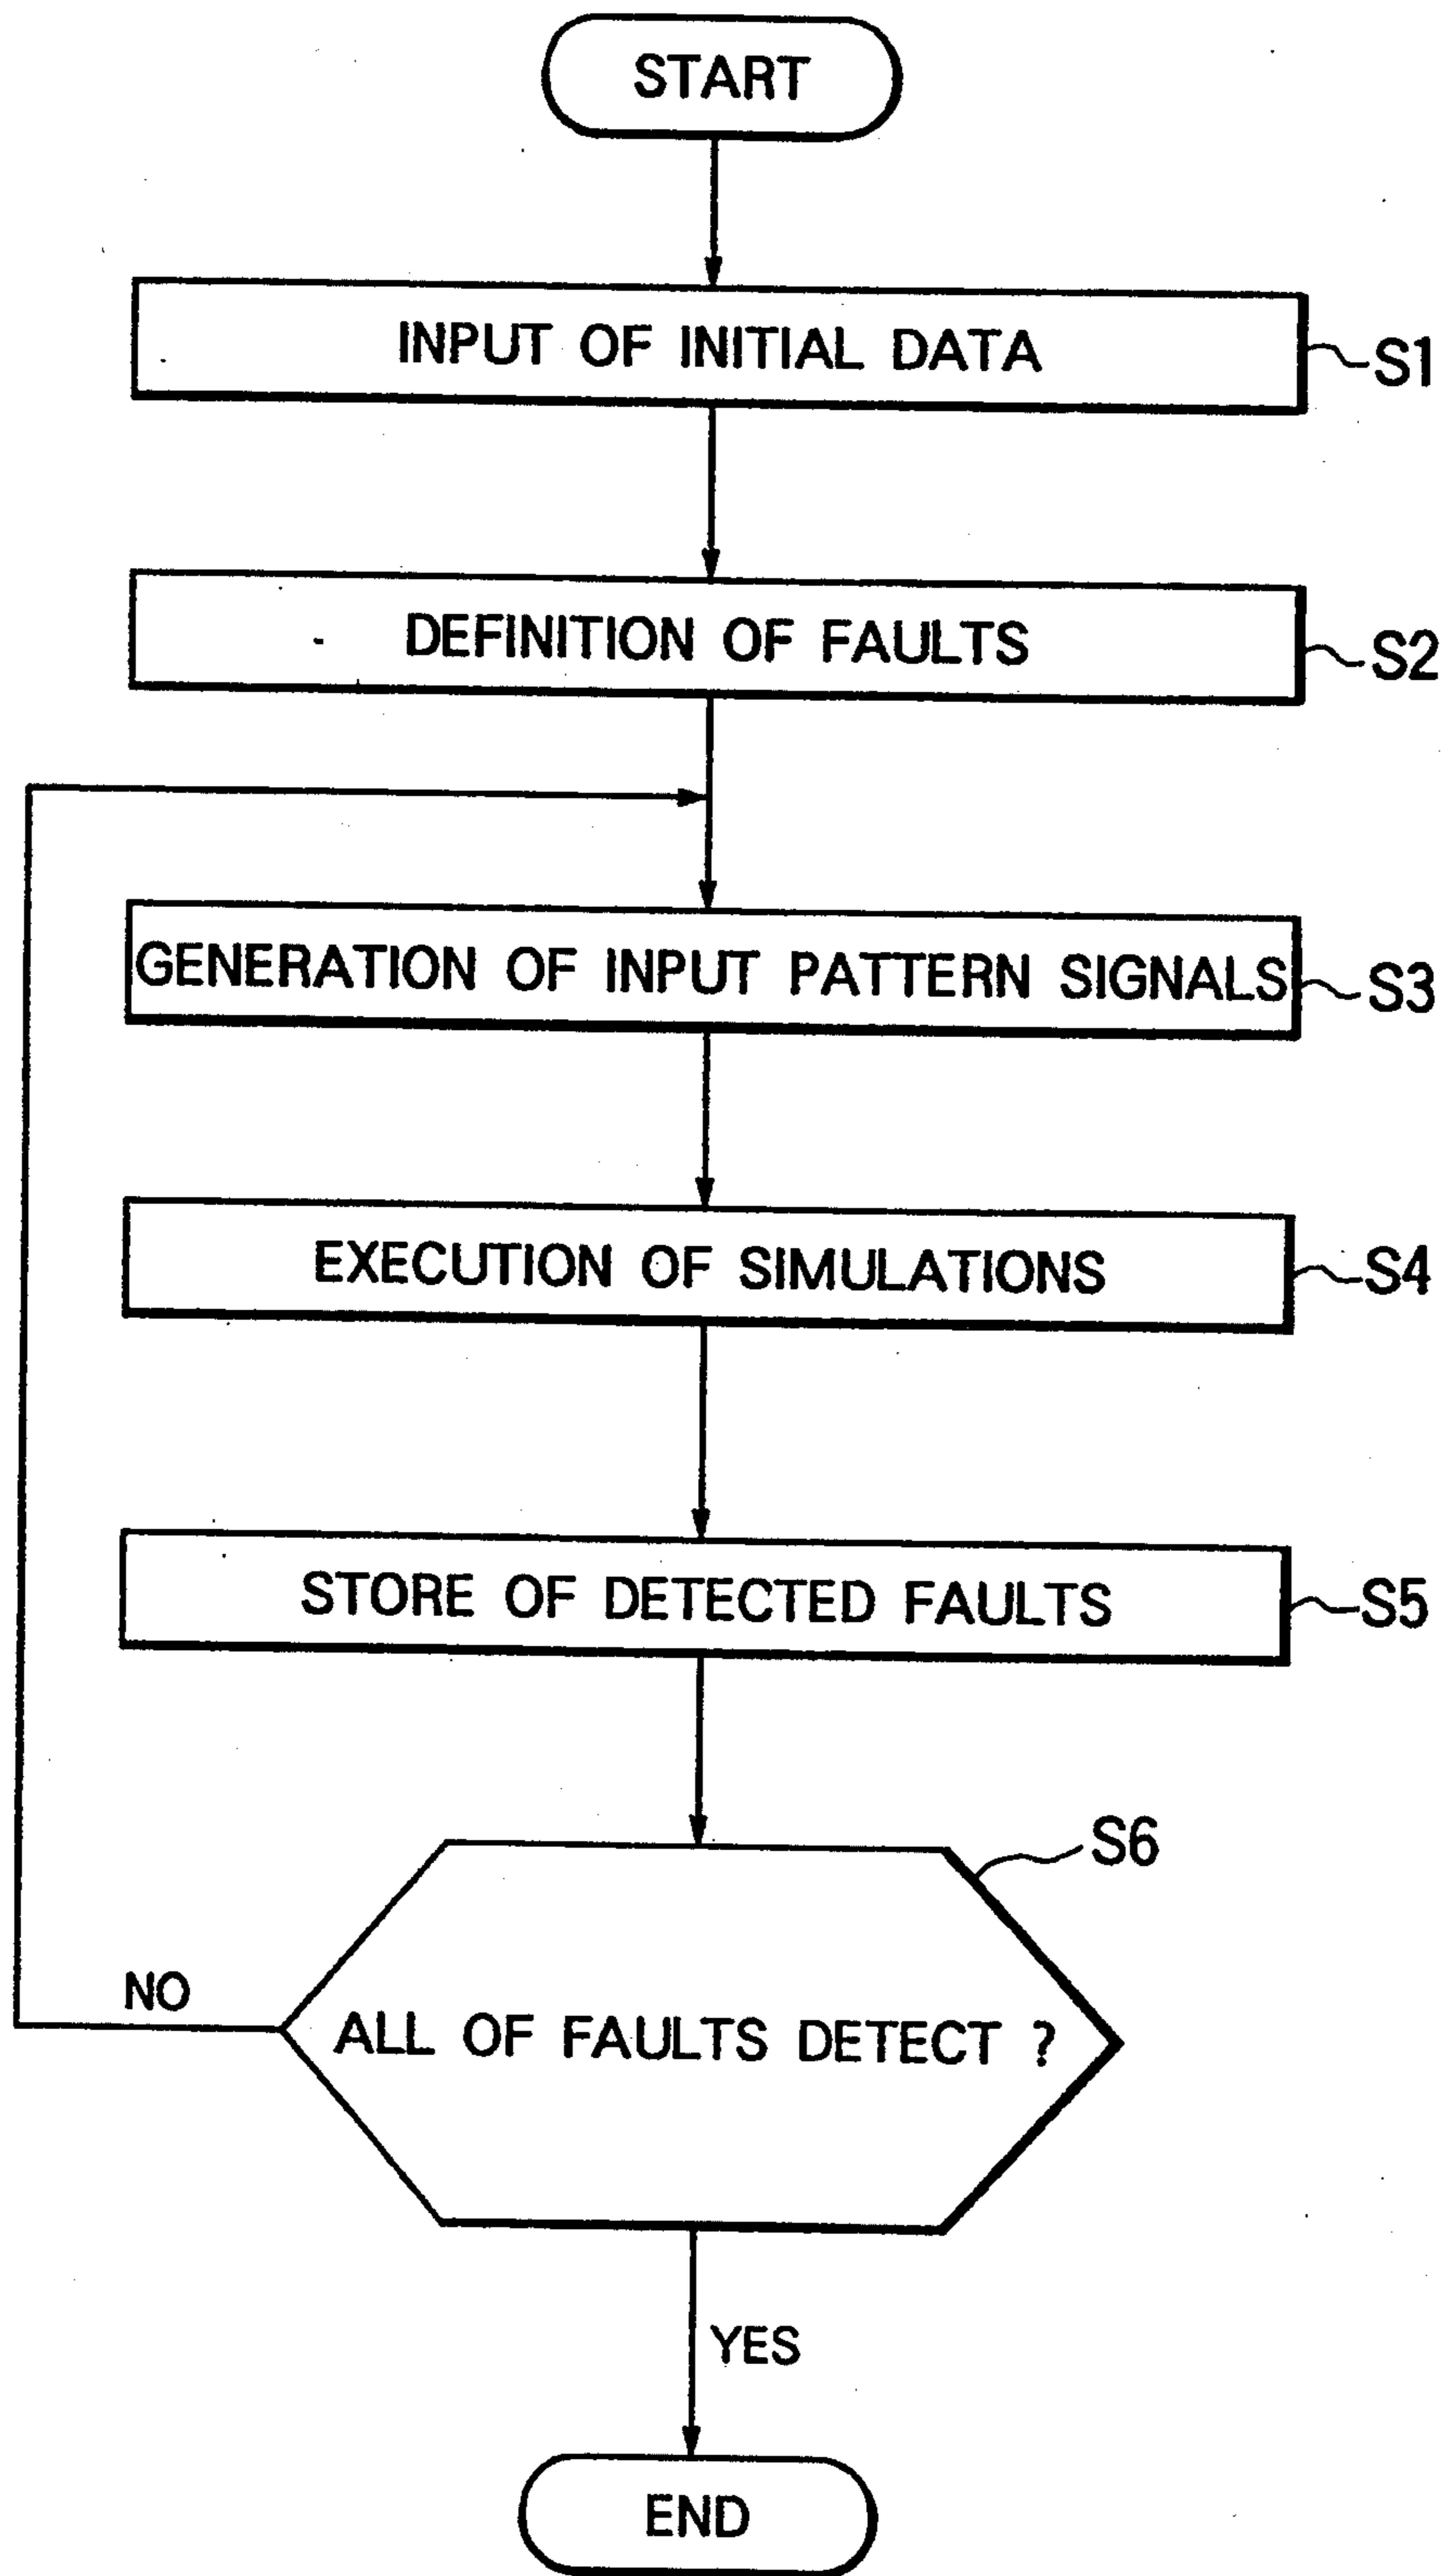 START
INPUT OF INITIAL DATA
S1
DEFINITION OF FAULTS
S2
GENERATION OF INPUT PATTERN SIGNALS
S3
EXECUTION OF SIMULATIONS
S4
STORE OF DETECTED FAULTS
S5
S6
NO
ALL OF FAULTS DETECT ?
YES
END